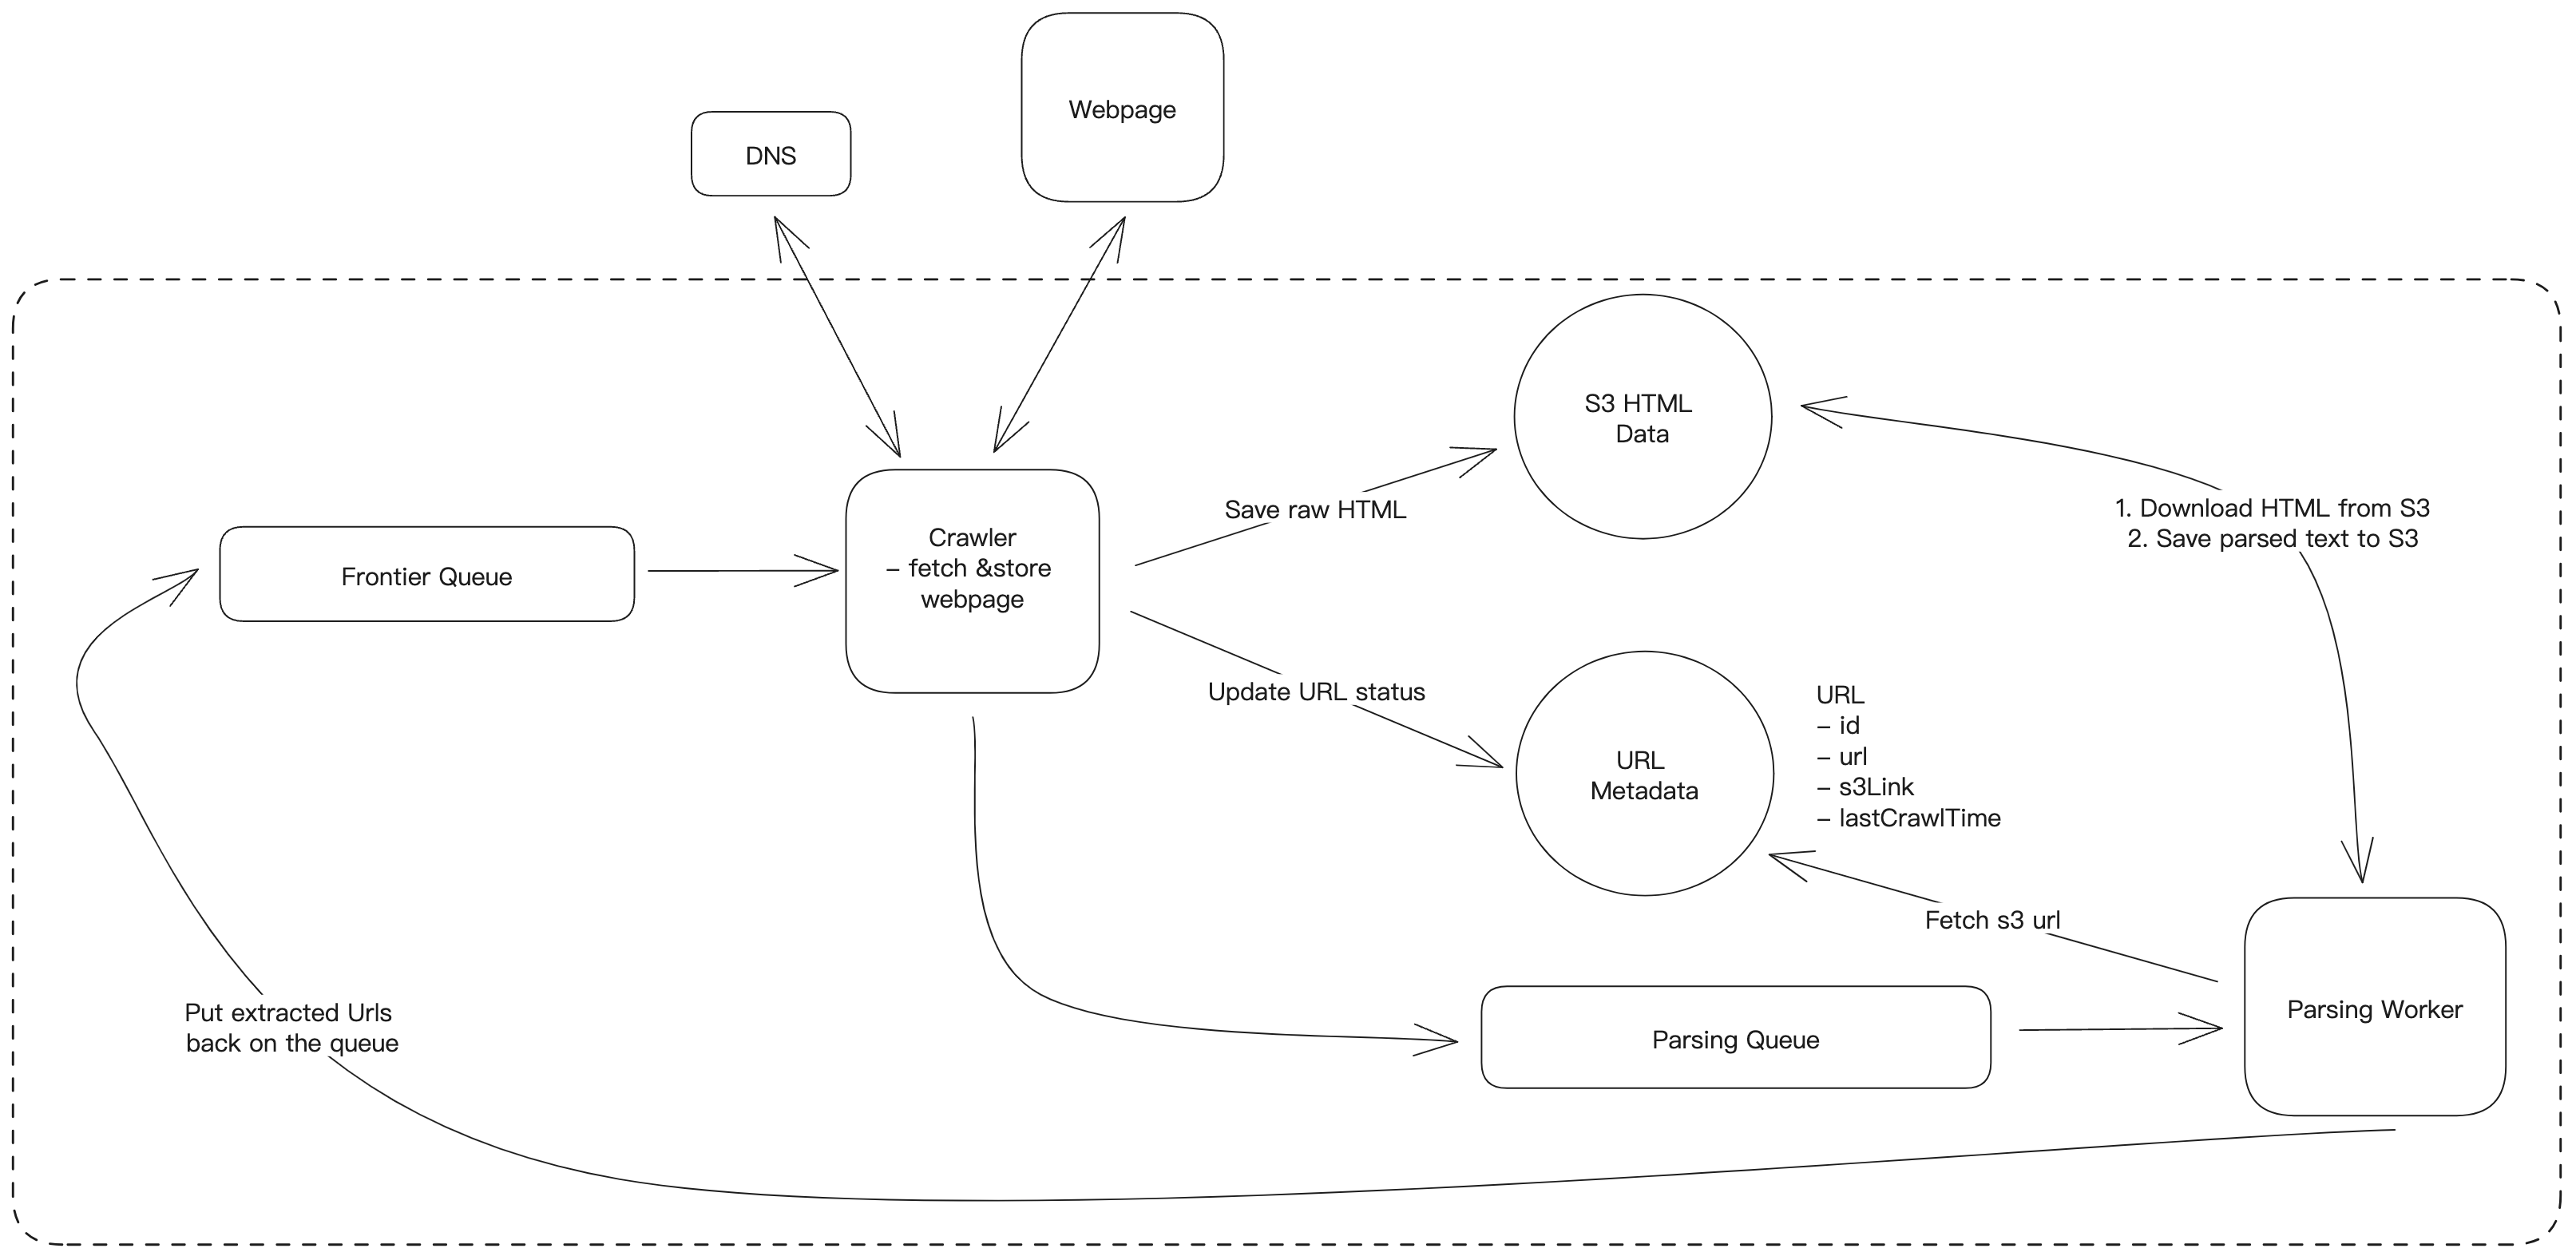 Webpage
DNS
S3 HTML
Data
Save raw HTML
1. Download HTML from S3
2. Save parsed text to S3
Crawler
– fetch &store
webpage
Frontier Queue
Update URL status
URL
Metadata
URL
– id
– url
– s3Link
– lastCrawlTime
Fetch s3 url
Put extracted Urls
back on the queue
Parsing Queue
Parsing Worker